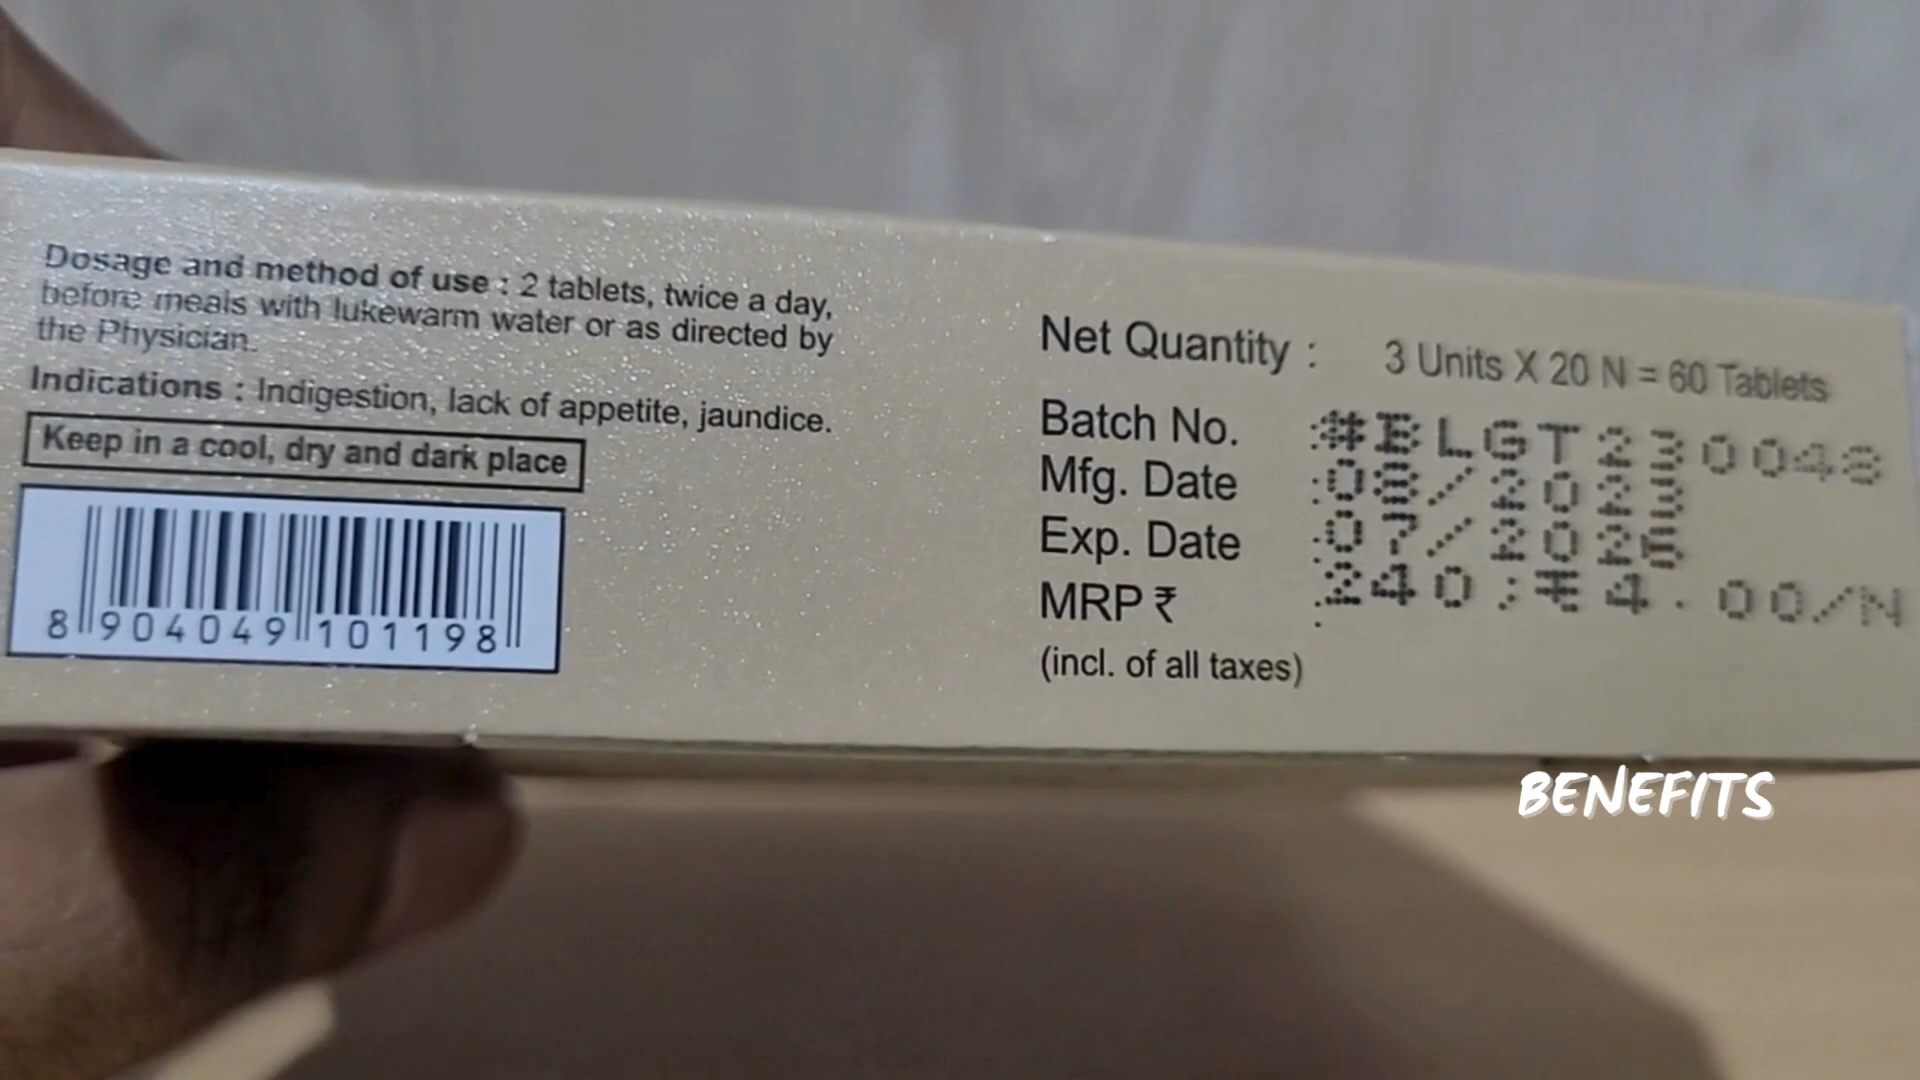 Dosage and method of use : 2 tablets, twice a day,
before meals with lukewarm water or as directed by
the Physician.
Indications : Indigestion, lack of appetite, jaundice.
Keep in a cool, dry and dark place
8 904049 101198
Net Quantity : 3 Units X 20 N = 60 Tablets
Batch No. :#BLGT230048
Mfg. Date :08/2023
Exp. Date :07/2026
MRP ₹ :240;₹4.00/N
(incl. of all taxes)
BENEFITS